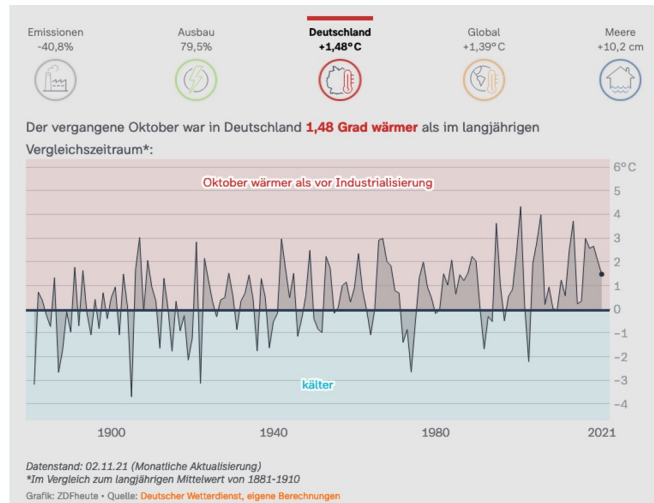 Emissionen
-40,8%
Ausbau
79,5%
Deutschland
+1,48°C
Global
+1,39°C
Meere
+10,2 cm
Der vergangene Oktober war in Deutschland 1,48 Grad wärmer als im langjährigen
Vergleichszeitraum*:
6°C
Oktober wärmer als vor Industrialisierung
5
4
3
2
1
0
−1
−2
kälter
−3
−4
1900
1940
1980
2021
Datenstand: 02.11.21 (Monatliche Aktualisierung)
*Im Vergleich zum langjährigen Mittelwert von 1881-1910
Grafik: ZDFheute • Quelle: Deutscher Wetterdienst, eigene Berechnungen